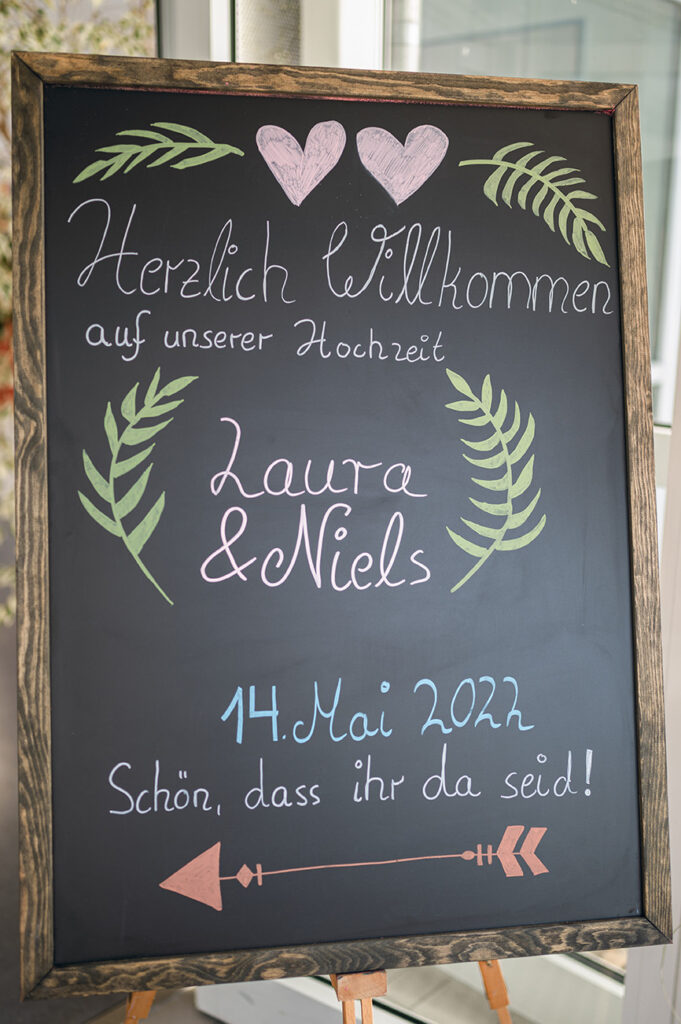 Herzlich Willkommen
auf unserer Hochzeit
Laura
& Niels
14. Mai 2022
Schön, dass ihr da seid!